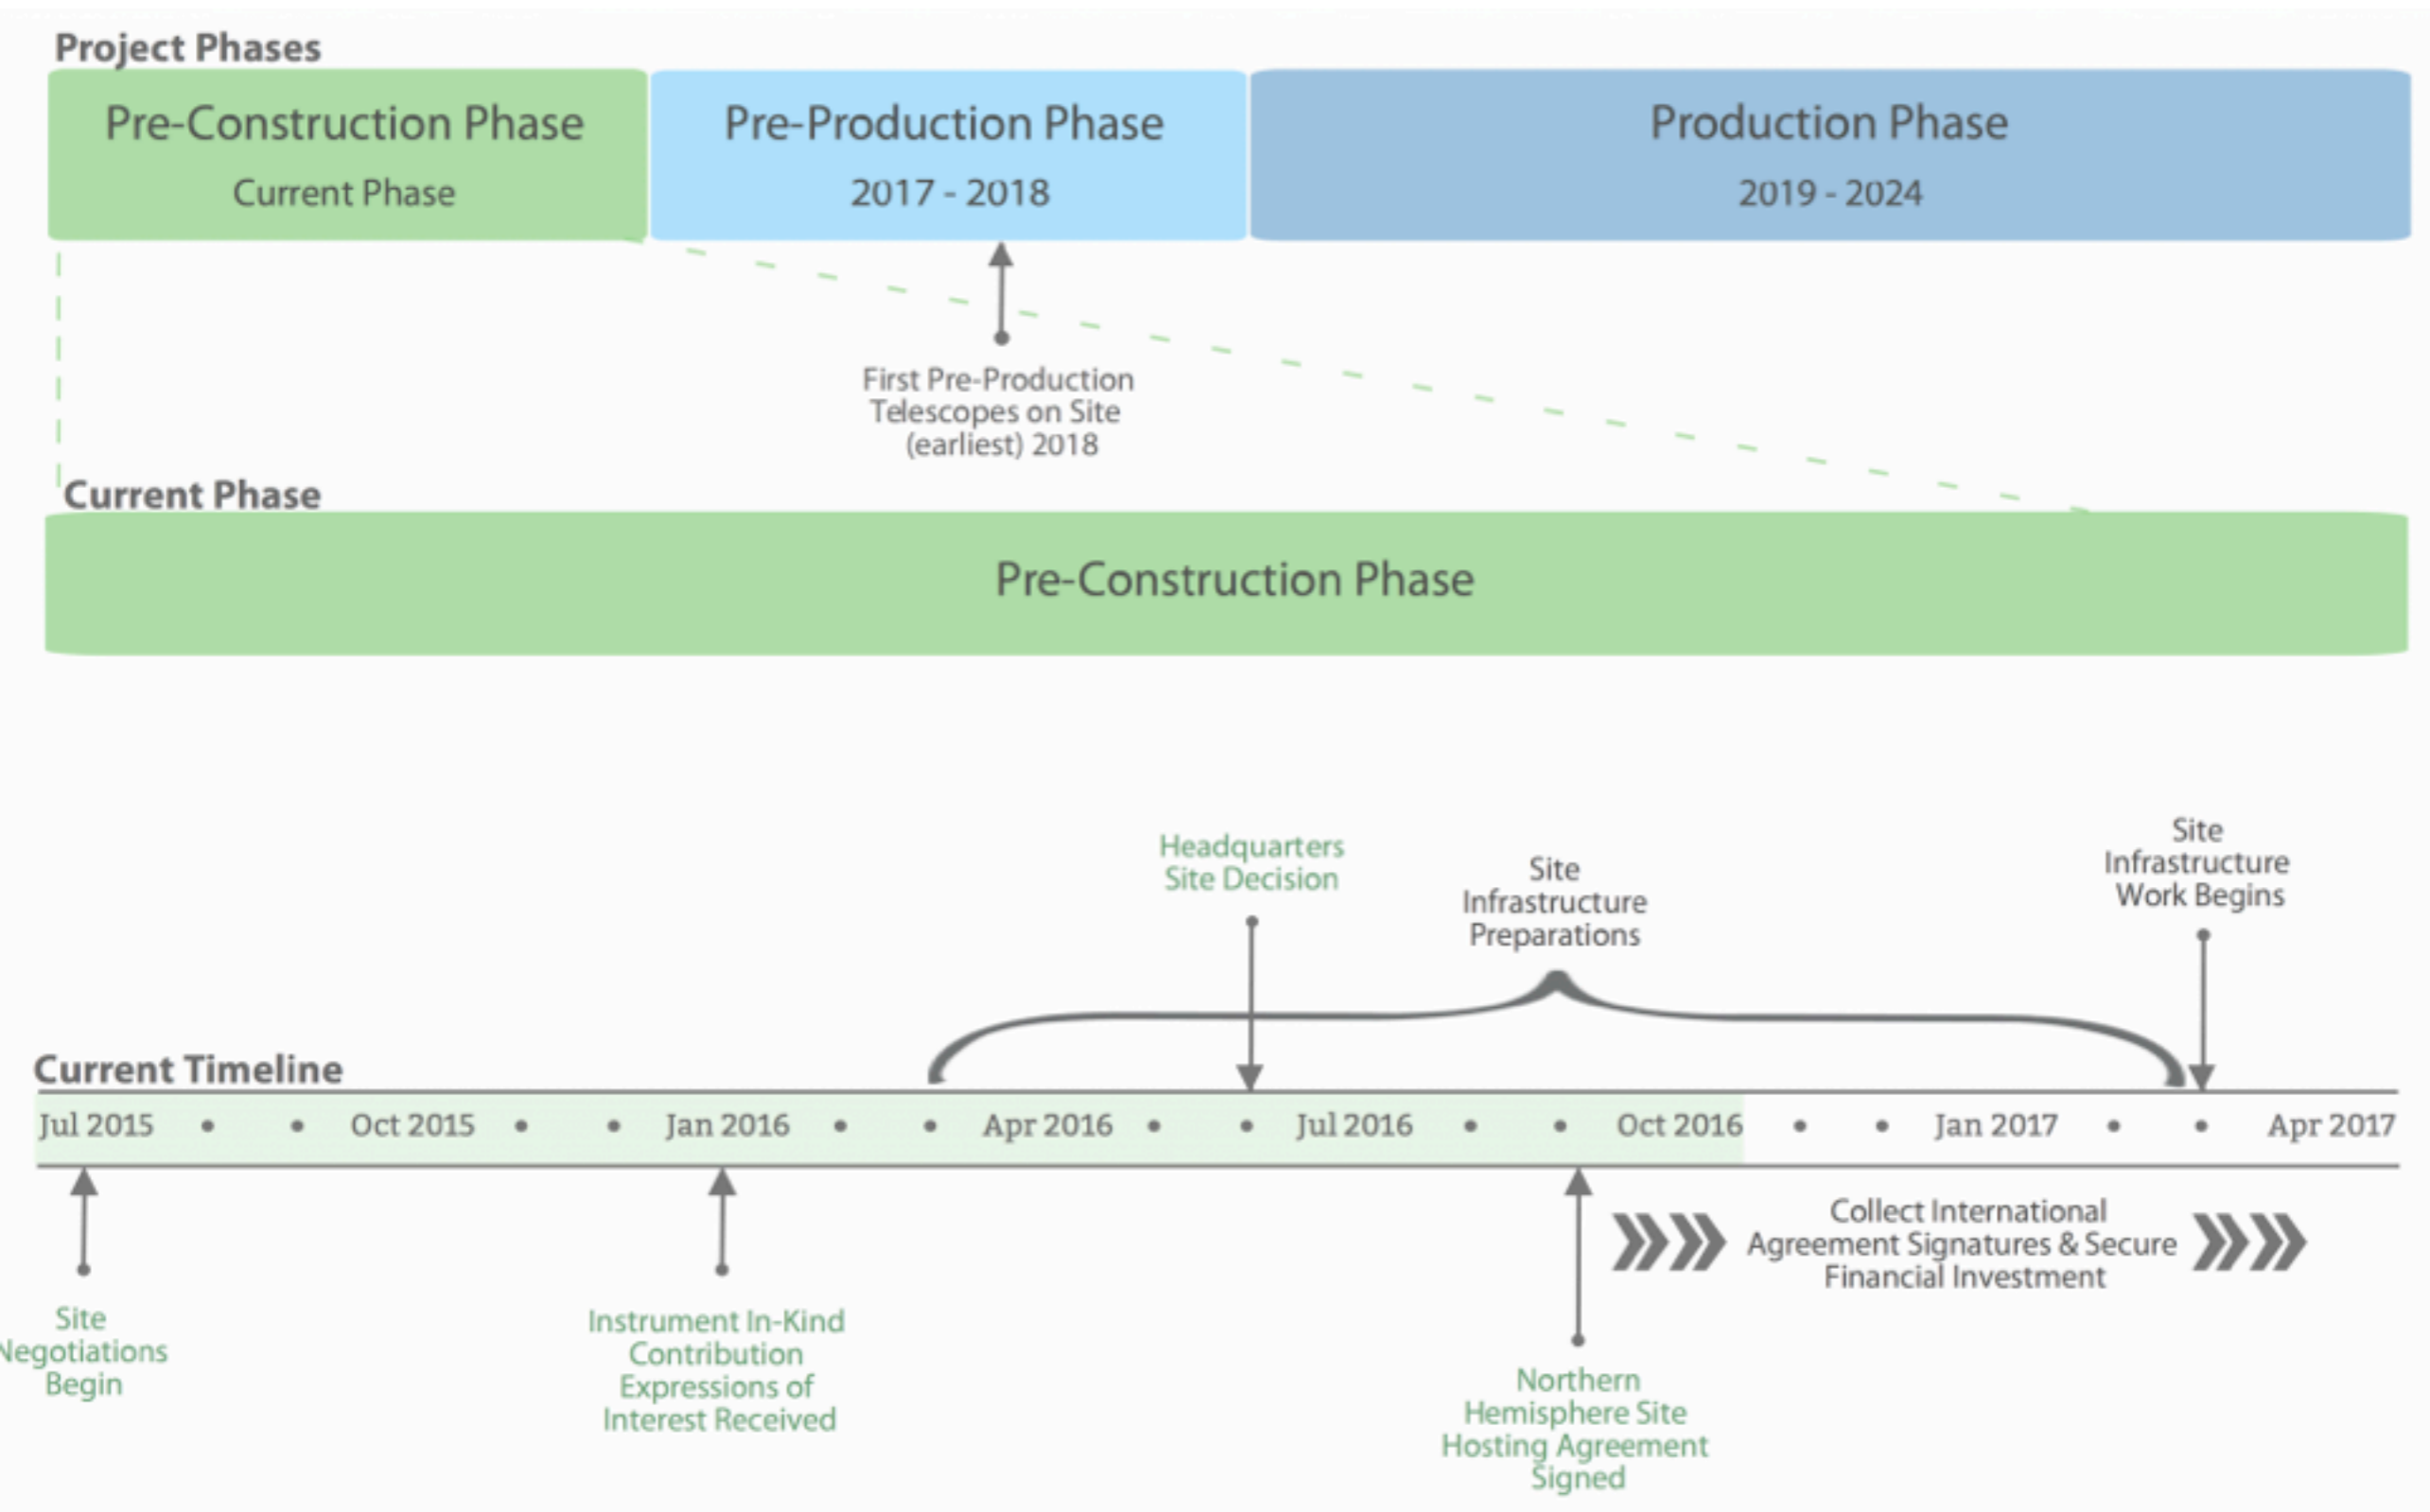 Project Phases
Pre-Construction Phase
Current Phase
Pre-Production Phase
2017 - 2018
Production Phase
2019 - 2024
First Pre-Production
Telescopes on Site
(earliest) 2018
Current Phase
Pre-Construction Phase
Headquarters
Site Decision
Site
Infrastructure
Preparations
Site
Infrastructure
Work Begins
Current Timeline
Jul 2015 • • Oct 2015 • • Jan 2016 • • Apr 2016 • • Jul 2016 • • Oct 2016 • • Jan 2017 • • Apr 2017
Site
Negotiations
Begin
Instrument In-Kind
Contribution
Expressions of
Interest Received
Northern
Hemisphere Site
Hosting Agreement
Signed
Collect International
Agreement Signatures & Secure
Financial Investment